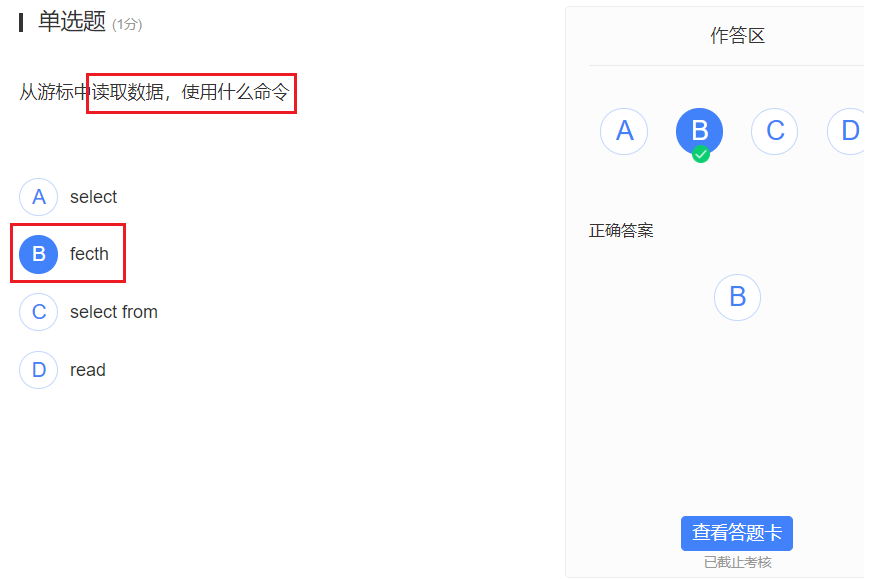 单选题 (1分)
从游标中读取数据，使用什么命令
A select
B fecth
C select from
D read
作答区
A B C D
正确答案
B
查看答题卡
已截止考核